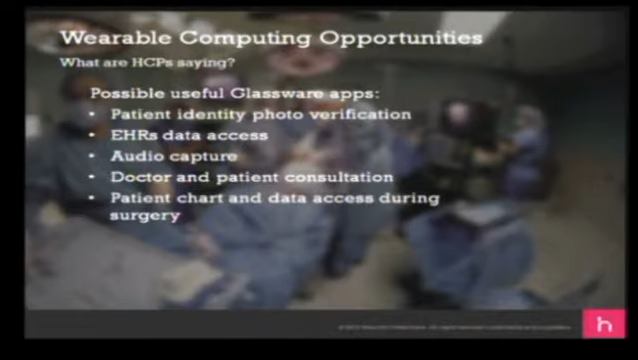 Wearable Computing Opportunities
What are HCPs saying?
Possible useful Glassware apps:
• Patient identity photo verification
• EHRs data access
• Audio capture
• Doctor and patient consultation
• Patient chart and data access during
surgery
h